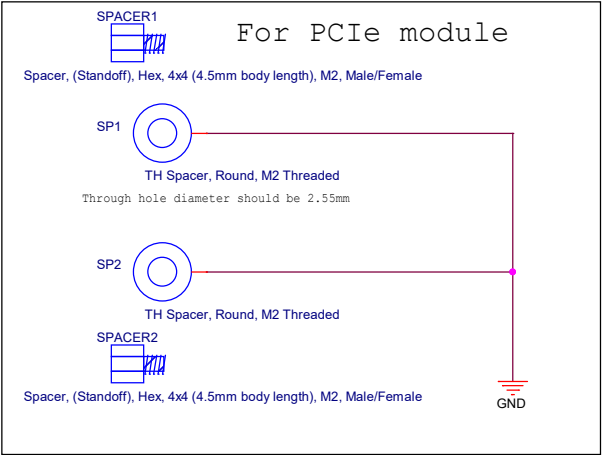 SPACER1
For PCIe module
Spacer, (Standoff), Hex, 4x4 (4.5mm body length), M2, Male/Female
SP1
TH Spacer, Round, M2 Threaded
Through hole diameter should be 2.55mm
SP2
TH Spacer, Round, M2 Threaded
SPACER2
Spacer, (Standoff), Hex, 4x4 (4.5mm body length), M2, Male/Female
GND